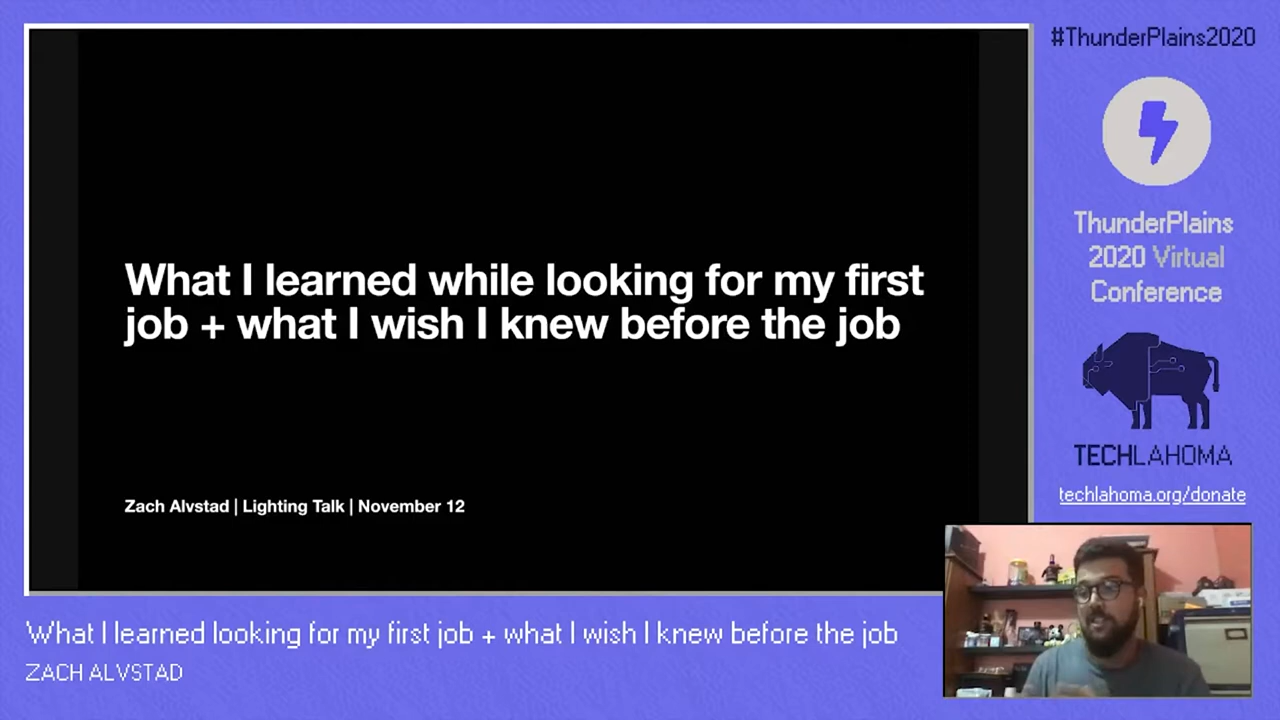 What I learned while looking for my first
job + what I wish I knew before the job
Zach Alvstad | Lighting Talk | November 12
#ThunderPlains2020
ThunderPlains
2020 Virtual
Conference
TECHLAHOMA
techlahoma.org/donate
What I learned looking for my first job + what I wish I knew before the job
ZACH ALVSTAD